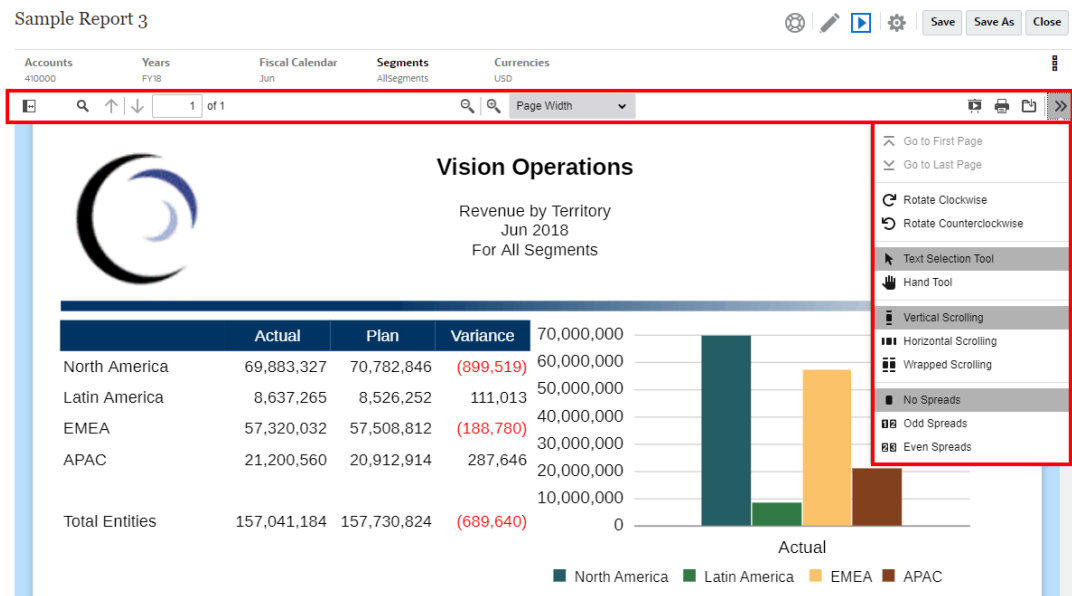 Sample Report 3
Save Save As Close
Accounts Years Fiscal Calendar Segments Currencies
410000 FY18 Jun AllSegments USD
1 of 1 Page Width
Go to First Page
Go to Last Page
Rotate Clockwise
Rotate Counterclockwise
Text Selection Tool
Hand Tool
Vertical Scrolling
Horizontal Scrolling
Wrapped Scrolling
No Spreads
Odd Spreads
Even Spreads
Vision Operations
Revenue by Territory
Jun 2018
For All Segments
Actual Plan Variance
North America 69,883,327 70,782,846 (899,519)
Latin America 8,637,265 8,526,252 111,013
EMEA 57,320,032 57,508,812 (188,780)
APAC 21,200,560 20,912,914 287,646
Total Entities 157,041,184 157,730,824 (689,640)
70,000,000
60,000,000
50,000,000
40,000,000
30,000,000
20,000,000
10,000,000
0
Actual
North America Latin America EMEA APAC